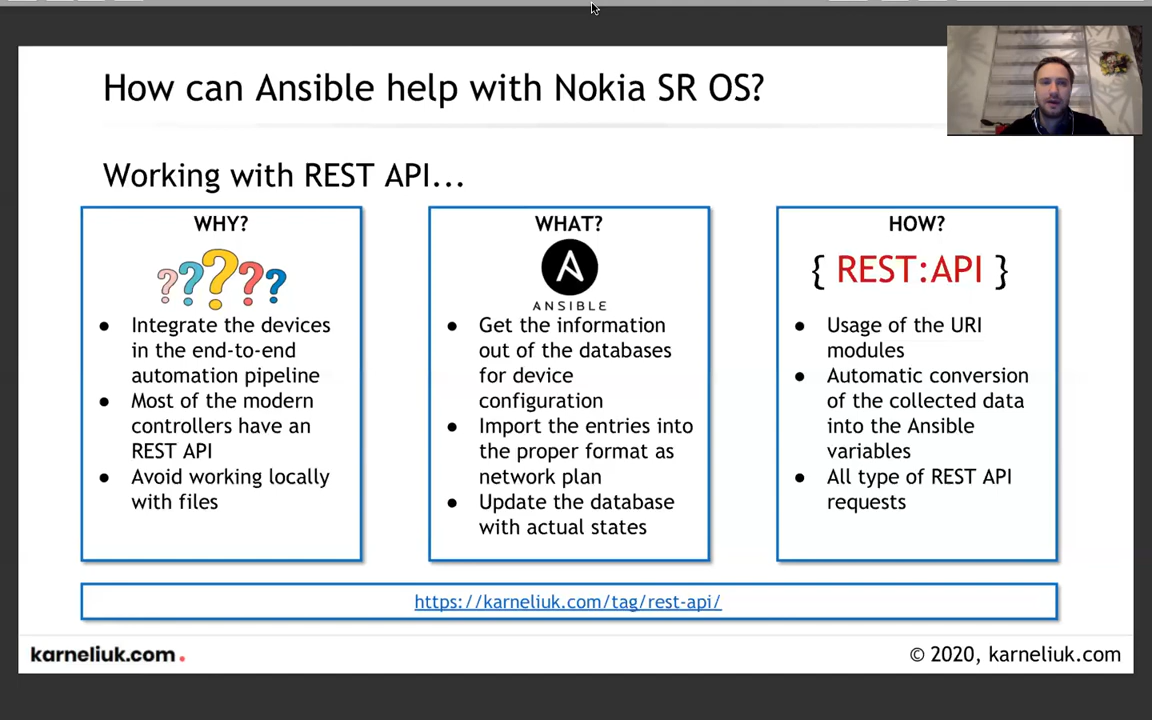 How can Ansible help with Nokia SR OS?
Working with REST API...
WHY?
Integrate the devices
in the end-to-end
automation pipeline
Most of the modern
controllers have an
REST API
Avoid working locally
with files
WHAT?
ANSIBLE
Get the information
out of the databases
for device
configuration
Import the entries into
the proper format as
network plan
Update the database
with actual states
HOW?
{ REST:API }
Usage of the URI
modules
Automatic conversion
of the collected data
into the Ansible
variables
All type of REST API
requests
https://karneliuk.com/tag/rest-api/
karneliuk.com.
© 2020, karneliuk.com